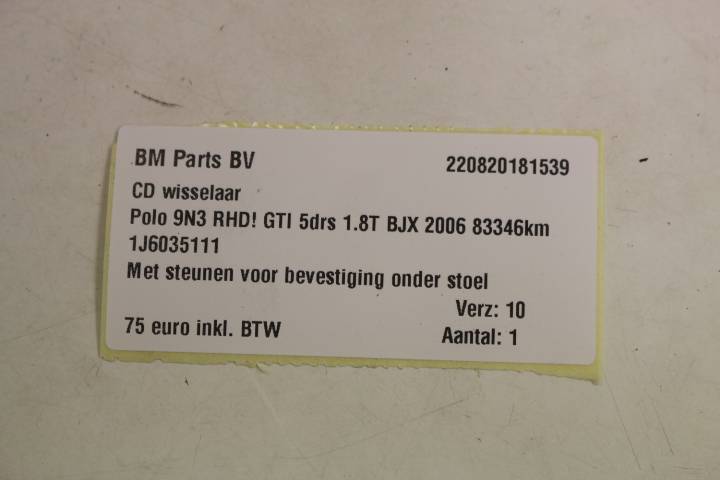 BM Parts BV 220820181539
CD wisselaar
Polo 9N3 RHD! GTI 5drs 1.8T BJX 2006 83346km
1J6035111
Met steunen voor bevestiging onder stoel
Verz: 10
75 euro inkl. BTW Aantal: 1